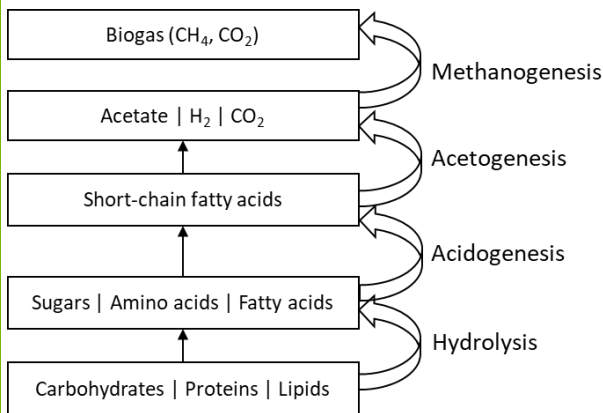 Biogas (CH₄, CO₂)
Methanogenesis
Acetate | H₂ | CO₂
Acetogenesis
Short-chain fatty acids
Acidogenesis
Sugars | Amino acids | Fatty acids
Hydrolysis
Carbohydrates | Proteins | Lipids